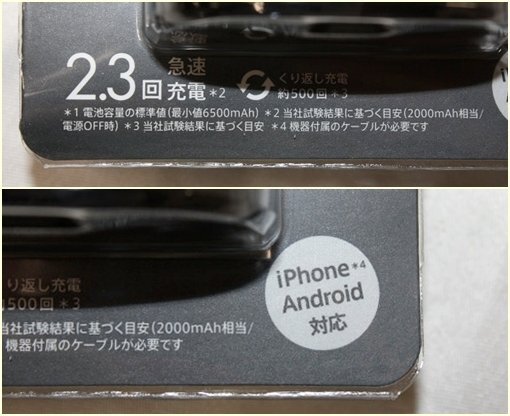 2.3回
急速
充電*2
くり返し充電
約500回*3
*1 電池容量の標準値(最小値6500mAh) *2 当社試験結果に基づく目安(2000mAh相当/
電源OFF時) *3 当社試験結果に基づく目安 *4 機器付属のケーブルが必要です
り返し充電
500回*3
当社試験結果に基づく目安(2000mAh相当/
機器付属のケーブルが必要です
iPhone*4
Android
対応